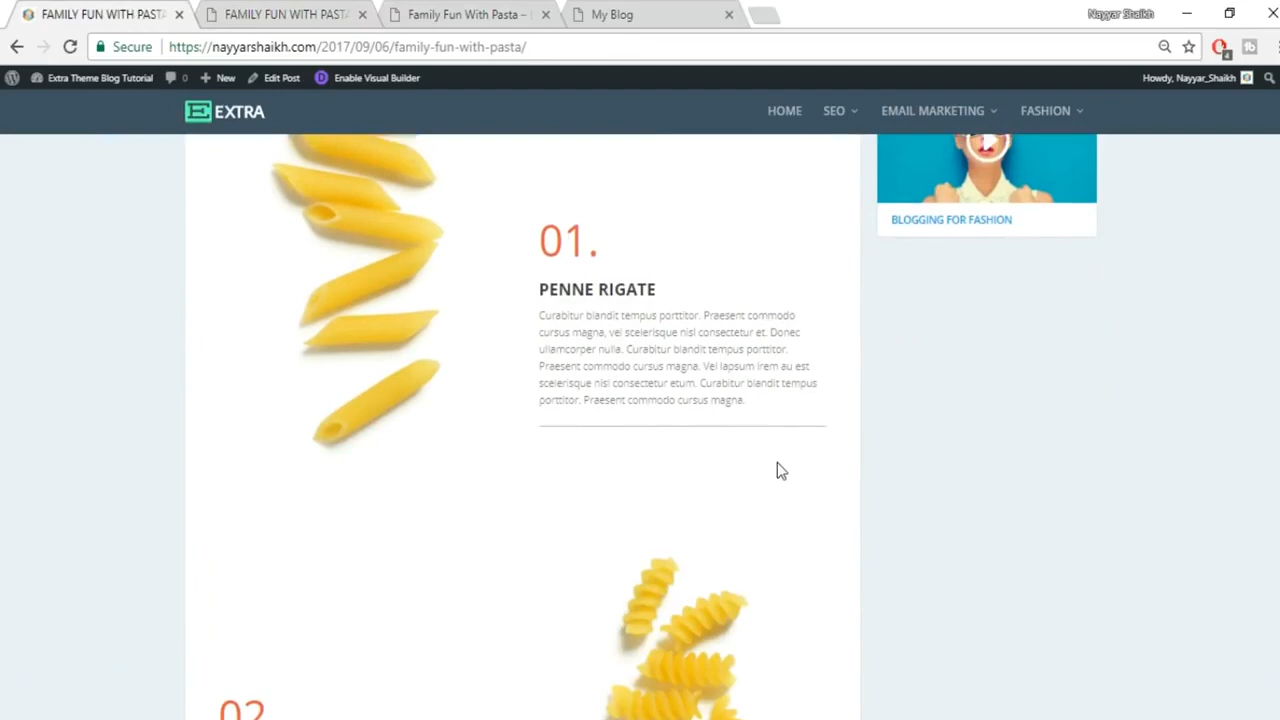 FAMILY FUN WITH PASTA
FAMILY FUN WITH PASTA
Family Fun With Pasta –
My Blog
Nayyar Shaikh
Secure
https://nayyarshaikh.com/2017/09/06/family-fun-with-pasta/
Extra Theme Blog Tutorial
0
New
Edit Post
D
Enable Visual Builder
Howdy, Nayyar_Shaikh
E EXTRA
HOME
SEO
EMAIL MARKETING
FASHION
BLOGGING FOR FASHION
01.
PENNE RIGATE
Curabitur blandit tempus porttitor. Praesent commodo
cursus magna, vel scelerisque nisl consectetur et. Donec
ullamcorper nulla. Curabitur blandit tempus porttitor.
Praesent commodo cursus magna. Vel lapsum irem au est
scelerisque nisl consectetur etum. Curabitur blandit tempus
porttitor. Praesent commodo cursus magna.
02